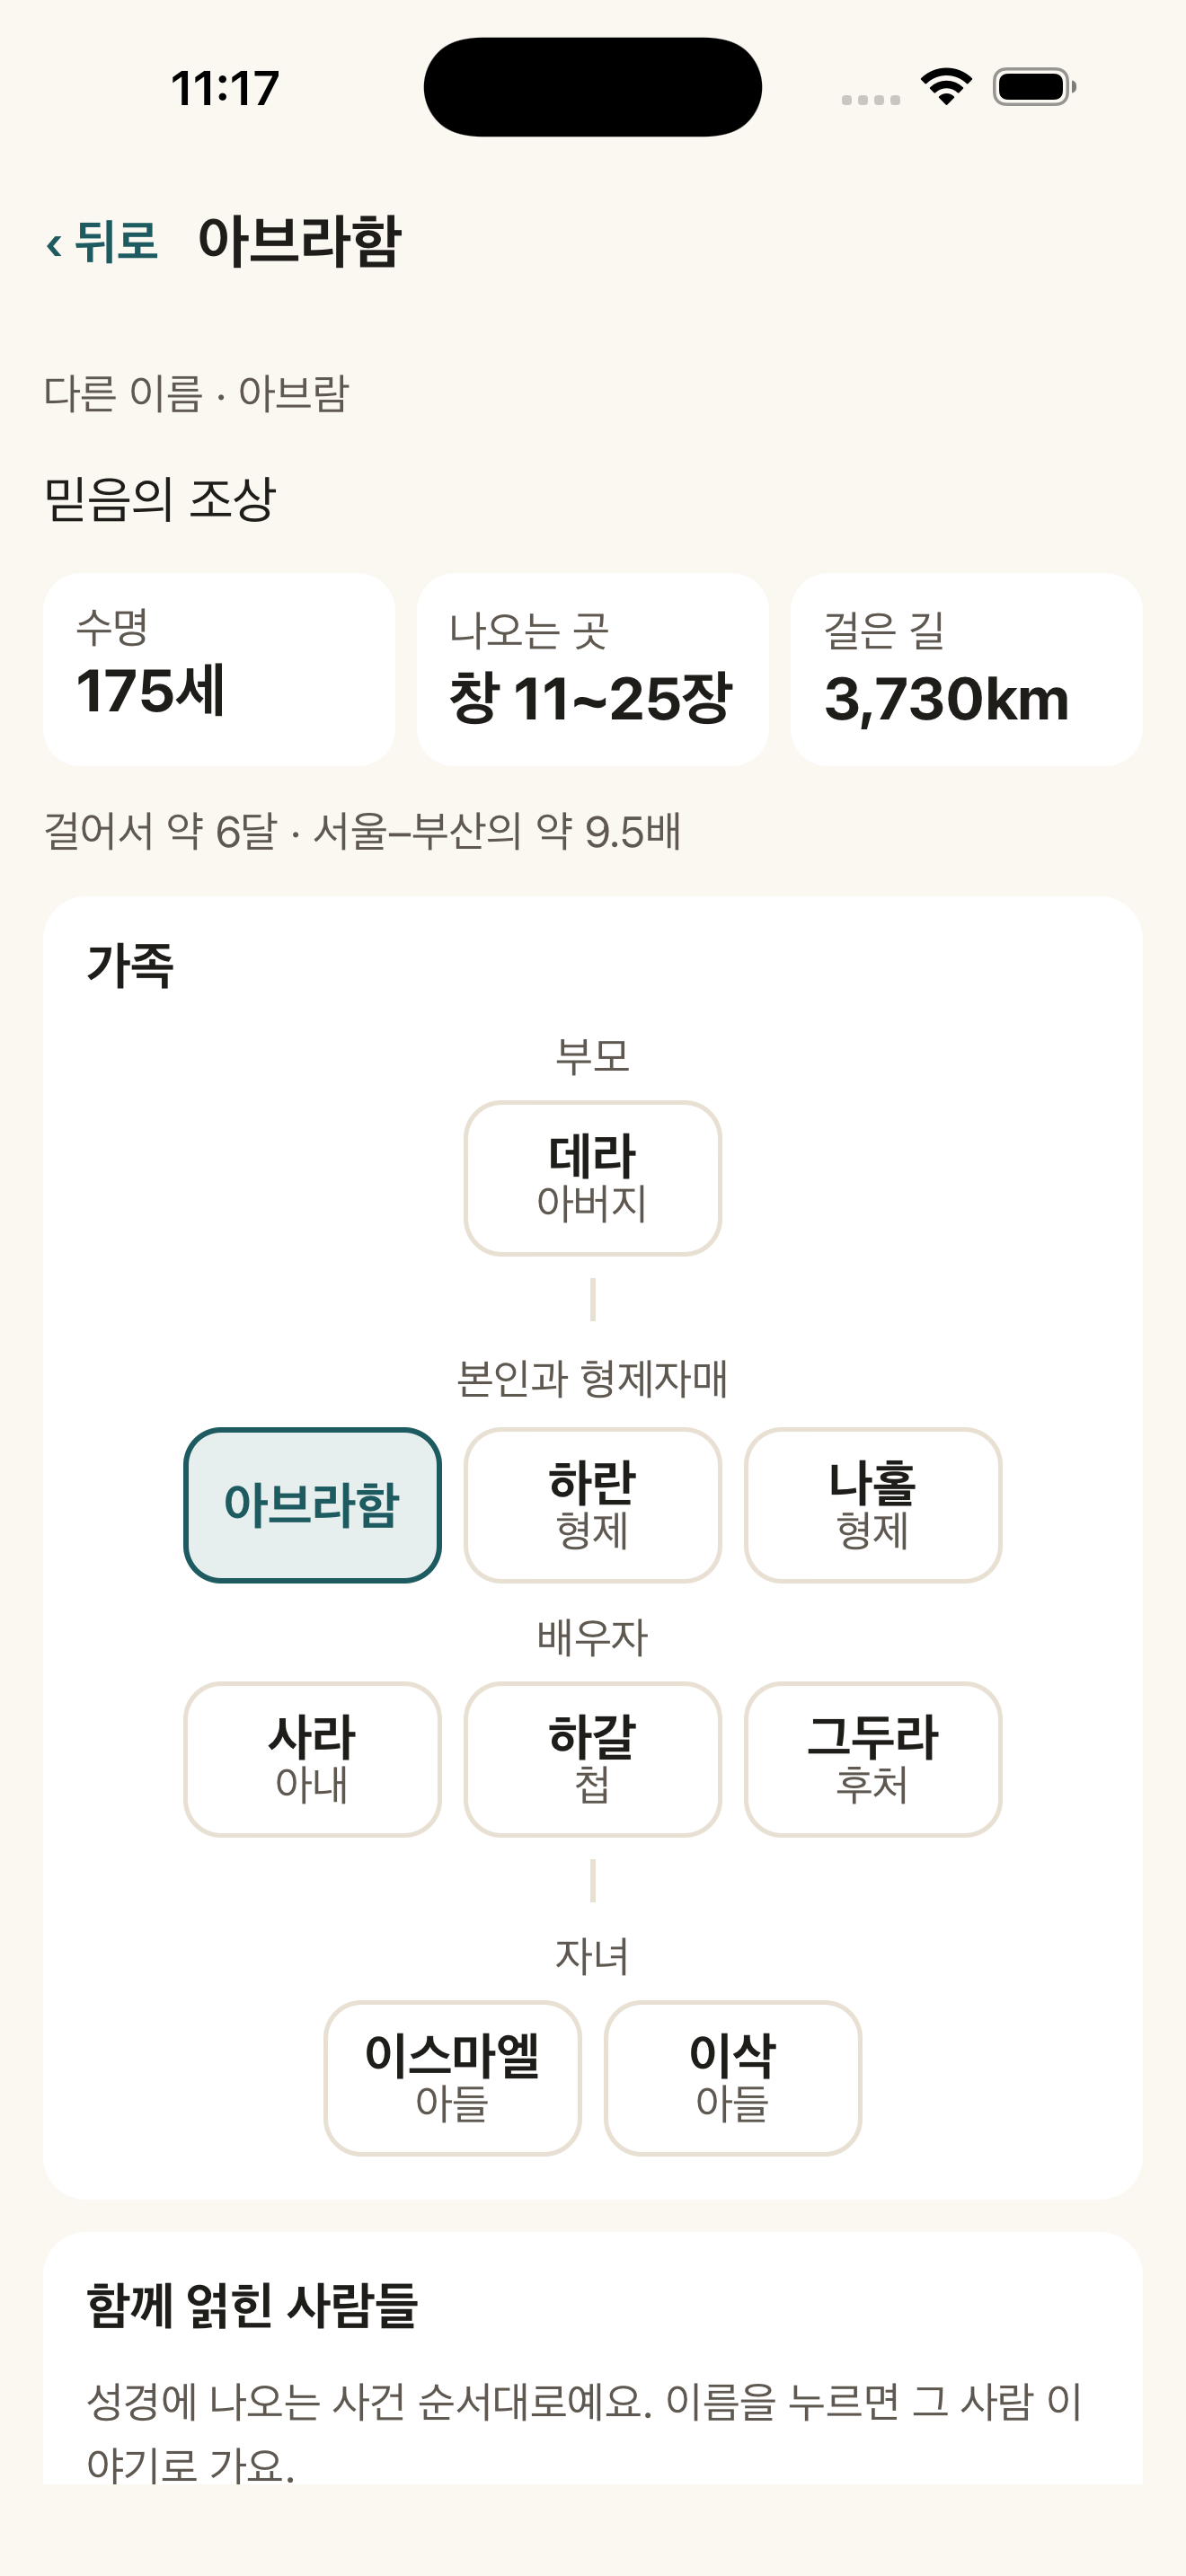 11:17
‹ 뒤로 아브라함
다른 이름 · 아브람
믿음의 조상
수명
175세
나오는 곳
창 11~25장
걸은 길
3,730km
걸어서 약 6달 · 서울–부산의 약 9.5배
가족
부모
데라
아버지
본인과 형제자매
아브라함
하란
형제
나홀
형제
배우자
사라
아내
하갈
첩
그두라
후처
자녀
이스마엘
아들
이삭
아들
함께 얽힌 사람들
성경에 나오는 사건 순서대로예요. 이름을 누르면 그 사람 이
야기로 가요.